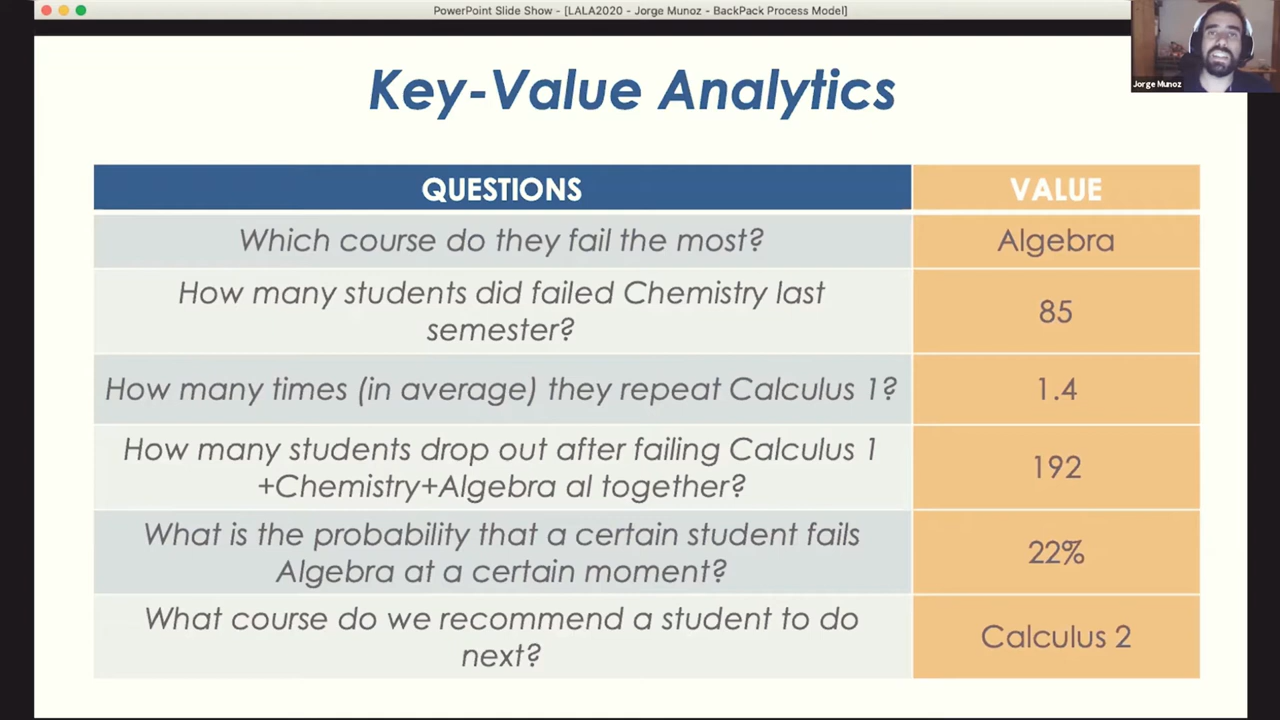 PowerPoint Slide Show - [LALA2020 - Jorge Munoz - BackPack Process Model]
Jorge Munoz
Key-Value Analytics
QUESTIONS
VALUE
Which course do they fail the most?
Algebra
How many students did failed Chemistry last
semester?
85
How many times (in average) they repeat Calculus 1?
1.4
How many students drop out after failing Calculus 1
+Chemistry+Algebra al together?
192
What is the probability that a certain student fails
Algebra at a certain moment?
22%
What course do we recommend a student to do
next?
Calculus 2